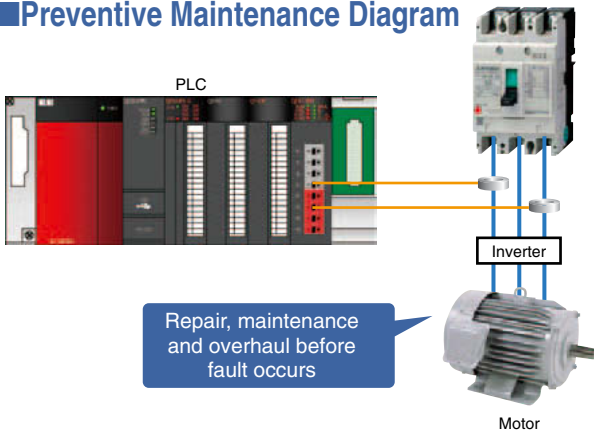 ■Preventive Maintenance Diagram
PLC
Inverter
Repair, maintenance
and overhaul before
fault occurs
Motor